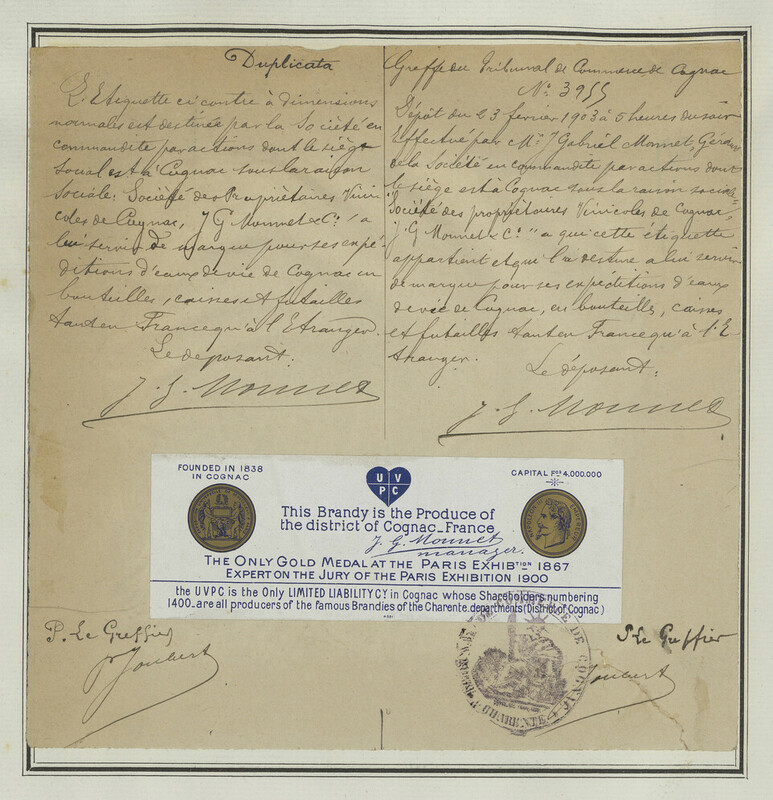 Duplicata
L'Etiquette ci contre à dimensions
normales est destinée par la Société en
commandite par actions dont le siège
social est à Cognac sous la raison
sociale: Société des Propriétaires Vini
coles de Cognac, J G Monnet & Cº, a
lui servir de marque pour ses expé
ditions d'eaux de vie de Cognac en
bouteilles, caisses et futailles
tant en France qu'à l'Etranger.
Le déposant:
J. G. Monnet
Greffe du Tribunal de Commerce de Cognac
Nº 3955
Dépôt du 23 février 1903 à 5 heures du soir
Effectué par Mr. J Gabriel Monnet, Gérant
de la Société en commandite par actions dont
le siège est à Cognac sous la raison sociale
"Société des propriétaires Vinicoles de Cognac,
J. G Monnet & Cº" a qui cette étiquette
appartient et qui l'a destine a lui servir
de marque pour ses expéditions d'eaux
de vie de Cognac, en bouteilles, caisses
et futailles tant en France qu'à l'E
tranger.
Le déposant:
J. G. Monnet
FOUNDED IN 1838
IN COGNAC
U V
P C
CAPITAL Fcs 4.000.000
This Brandy is the Produce of
the district of Cognac_France
J. G. Monnet
manager.
THE ONLY GOLD MEDAL AT THE PARIS EXHIBTION 1867
EXPERT ON THE JURY OF THE PARIS EXHIBITION 1900
the UVPC is the Only LIMITED LIABILITY CY in Cognac whose Shareholders numbering
1400_are all producers of the famous Brandies of the Charente.departments (District of Cognac)
P. Le Greffier
Joubert
P. Le Greffier
Joubert
DE COGNAC
CHARENTE